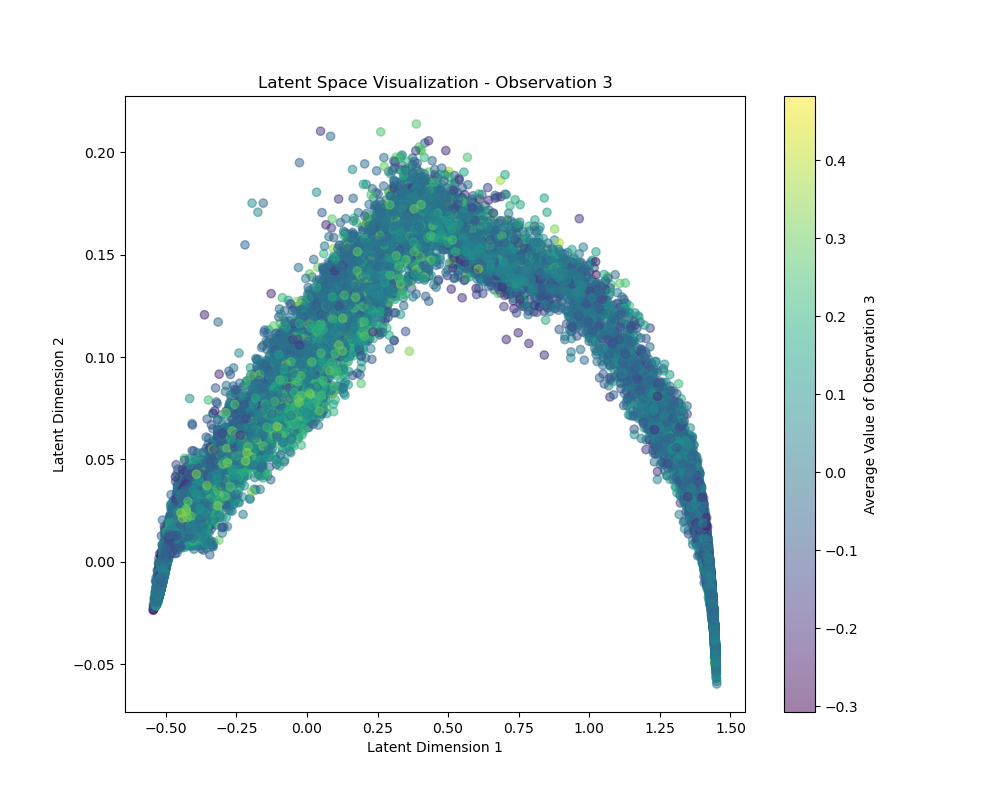 Latent Space Visualization - Observation 3
0.20
0.15
0.10
0.05
0.00
−0.05
Latent Dimension 2
−0.50 −0.25 0.00 0.25 0.50 0.75 1.00 1.25 1.50
Latent Dimension 1
0.4
0.3
0.2
0.1
0.0
−0.1
−0.2
−0.3
Average Value of Observation 3